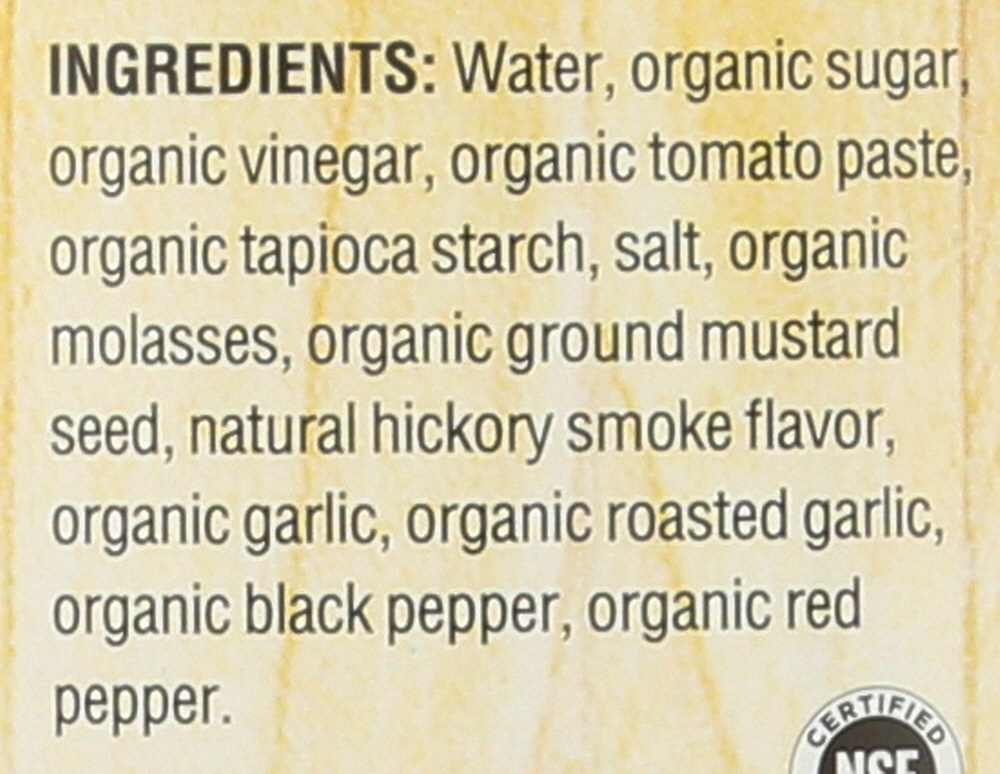 INGREDIENTS: Water, organic sugar,
organic vinegar, organic tomato paste,
organic tapioca starch, salt, organic
molasses, organic ground mustard
seed, natural hickory smoke flavor,
organic garlic, organic roasted garlic,
organic black pepper, organic red
pepper.
CERTIFIED
NSF